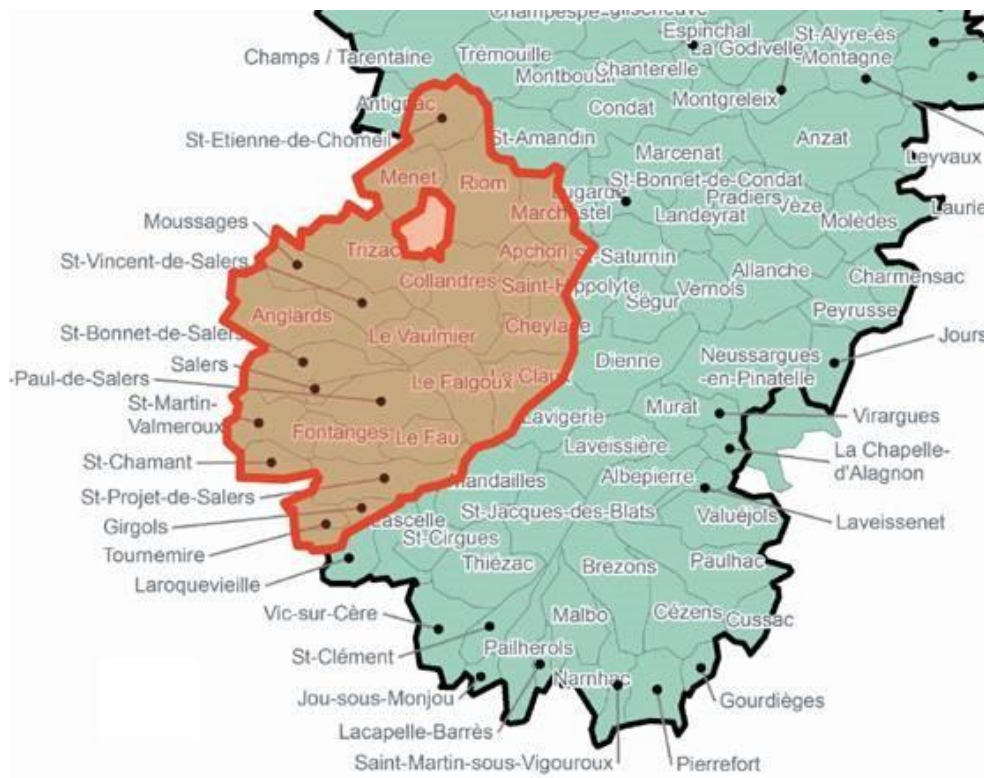 Champs / Tarentaine
Trémouille
Espinchal
La Godivelle
St-Alyre-ès
-Montagne
Montboudif
Chanterelle
Antignac
Condat
Montgreleix
St-Etienne-de-Chomeil
St-Amandin
Anzat
Marcenat
Leyvaux
Menet
Riom
Lugarde
St-Bonnet-de-Condat
Pradiers
Vèze
Moussages
Marchastel
Landeyrat
Molèdes
Laurie
St-Vincent-de-Salers
Trizac
Apchon
St-Saturnin
Collandres
Saint-Hippolyte
Allanche
Charmensac
Ségur
Vernols
Anglards
Peyrusse
St-Bonnet-de-Salers
Le Vaulmier
Cheylade
Jours
Salers
Dienne
Neussargues
-en-Pinatelle
-Paul-de-Salers
Le Falgoux
Le Claux
St-Martin-
Valmeroux
Lavigerie
Murat
Virargues
Fontanges
Le Fau
Laveissière
La Chapelle-
d'Alagnon
St-Chamant
Mandailles
Albepierre
St-Projet-de-Salers
Girgols
Lascelle
St-Jacques-des-Blats
Valuéjols
Laveissenet
St-Cirgues
Tournemire
Thiézac
Brezons
Paulhac
Laroquevieille
Vic-sur-Cère
Malbo
Cézens
Cussac
St-Clément
Pailherols
Narnhac
Jou-sous-Monjou
Gourdièges
Lacapelle-Barrès
Saint-Martin-sous-Vigouroux
Pierrefort